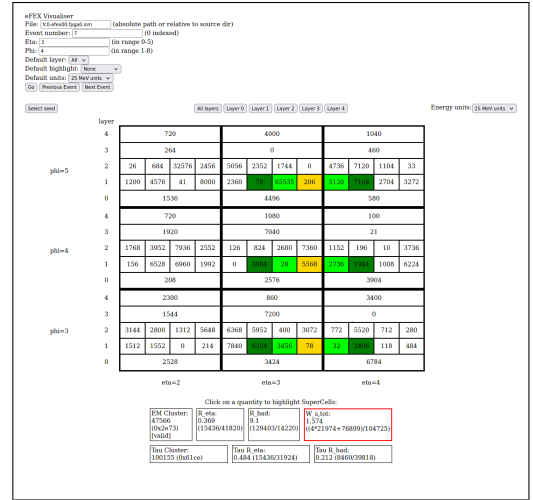 eFEX Visualiser
File: fc0-efex00.fpga0.sim (absolute path or relative to source dir)
Event number: 7 (0 indexed)
Eta: 3 (in range 0-5)
Phi: 4 (in range 1-8)
Default layer: All
Default highlight: None
Default units: 25 MeV units
Go Previous Event Next Event
Select seed All layers Layer 0 Layer 1 Layer 2 Layer 3 Layer 4 Energy units: 25 MeV units
layer
4 720 4000 1040
3 264 0 460
2 26 684 32576 2456 5056 2352 1744 0 4736 7120 1104 33
phi=5
1 1200 4576 41 8000 2360 78 65535 206 5120 7168 2704 3272
0 1536 4496 580
4 720 1080 100
3 1920 7040 21
2 1768 3952 7936 2552 126 824 2680 7360 1152 196 10 3736
phi=4
1 156 6528 6960 1992 0 20 5568 2736 1008 6224
0 208 2576 3904
4 2300 860 3400
3 1544 7200 0
2 3144 2800 1312 5648 6368 5952 400 3072 772 5520 712 280
phi=3
1 1512 1552 0 214 7840 6304 3456 78 32 2496 118 484
0 2528 3424 6784
eta=2 eta=3 eta=4
Click on a quantity to highlight SuperCells:
EM Cluster: R_eta: R_had: W_s,tot:
47566 0.369 9.1 1.574
(0x2e73) (15436/41820) (129403/14220) ((4*21974+76899)/104725)
[valid]
Tau Cluster: Tau R_eta: Tau R_had:
100155 (0x61ce) 0.484 (15436/31924) 0.212 (8460/39818)